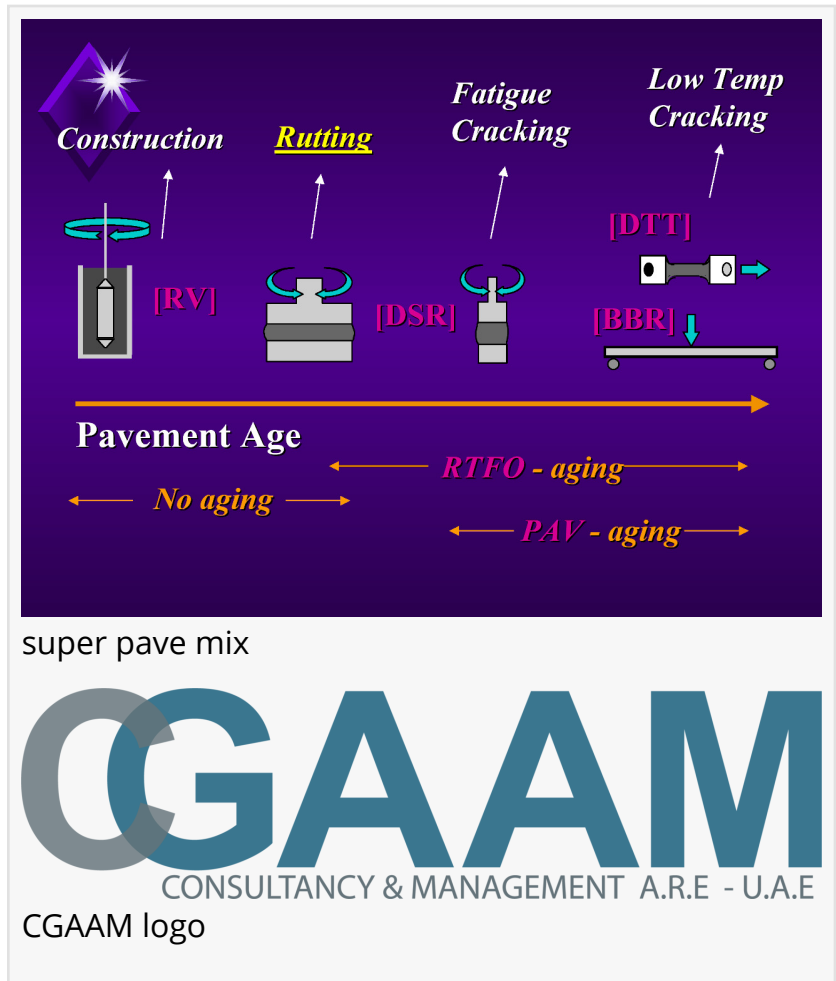 Construction
Rutting
Fatigue
Cracking
Low Temp
Cracking
[RV]
[DSR]
[DTT]
[BBR]
Pavement Age
RTFO - aging
No aging
PAV - aging
super pave mix
CGAAM
CONSULTANCY & MANAGEMENT A.R.E - U.A.E
CGAAM logo